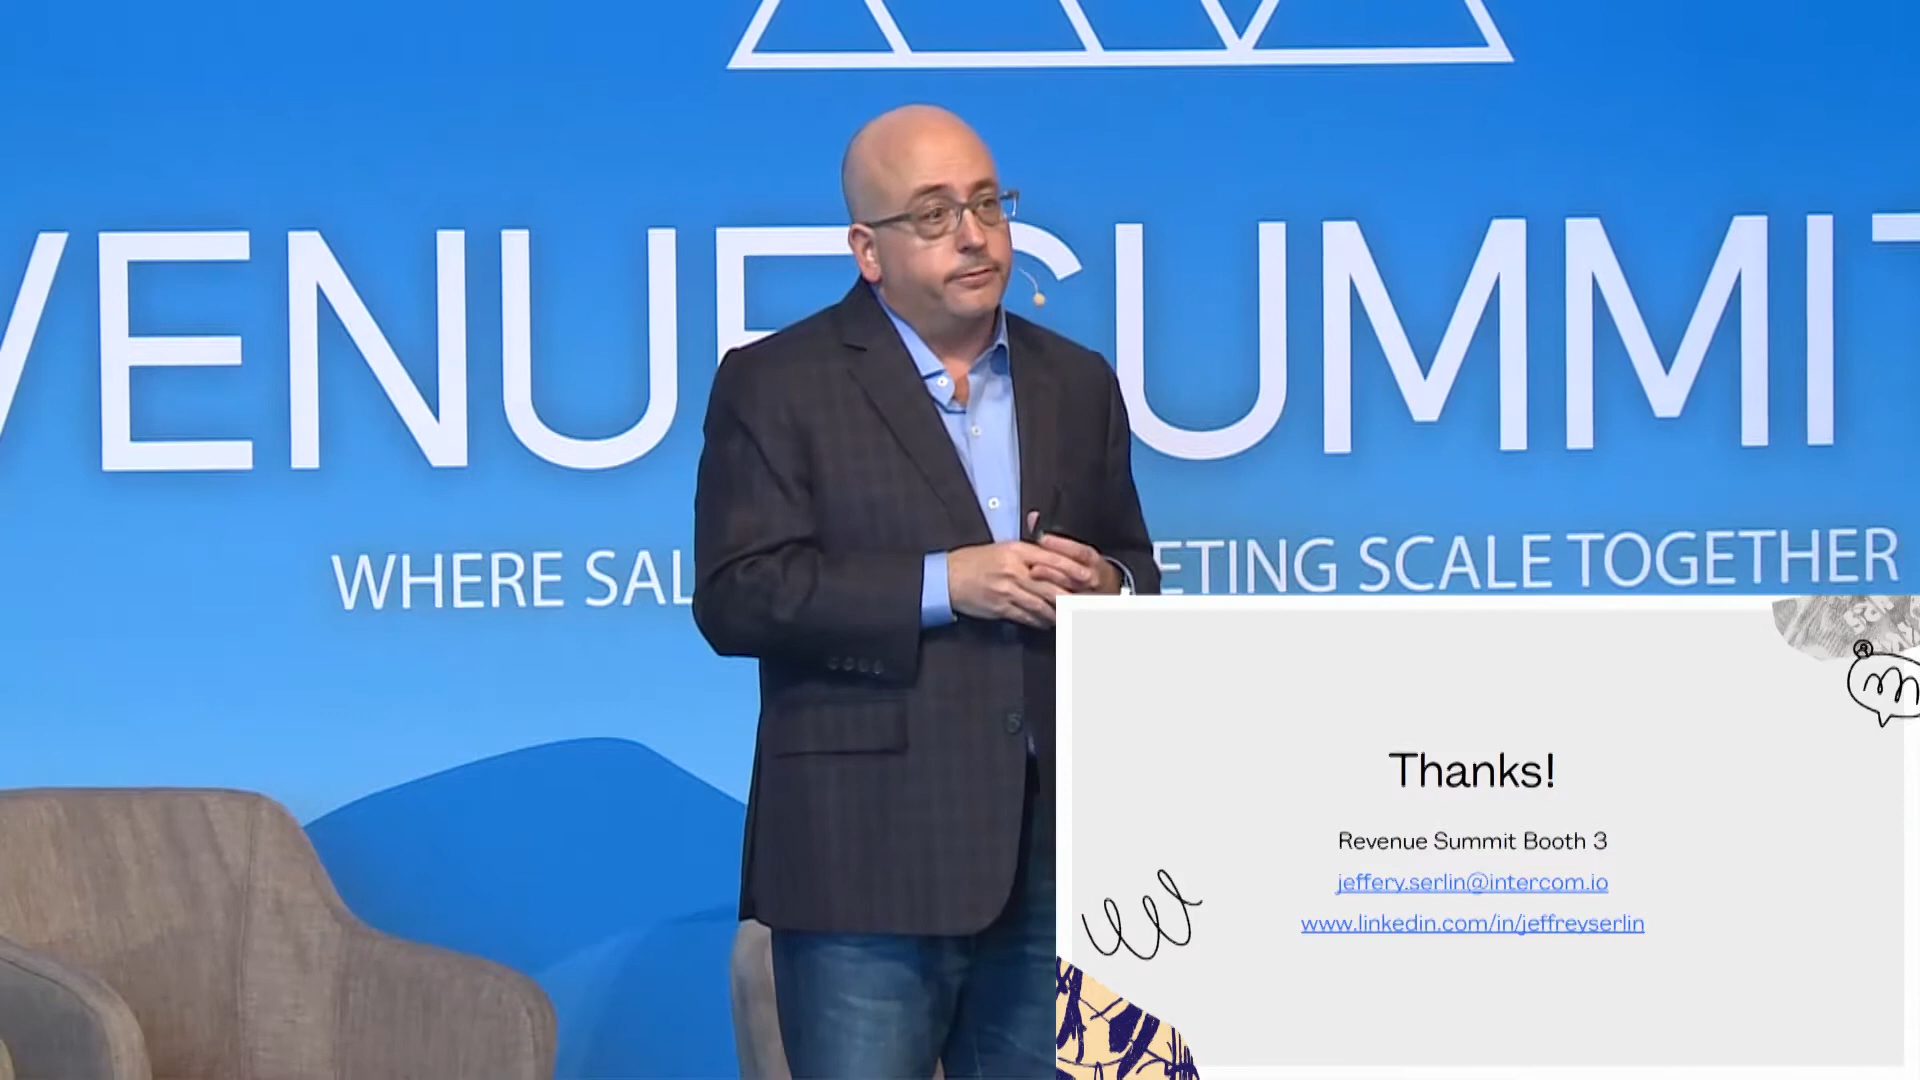 VENUE SUMMIT
WHERE SAL ETING SCALE TOGETHER
Thanks!
Revenue Summit Booth 3
jeffery.serlin@intercom.io
www.linkedin.com/in/jeffreyserlin